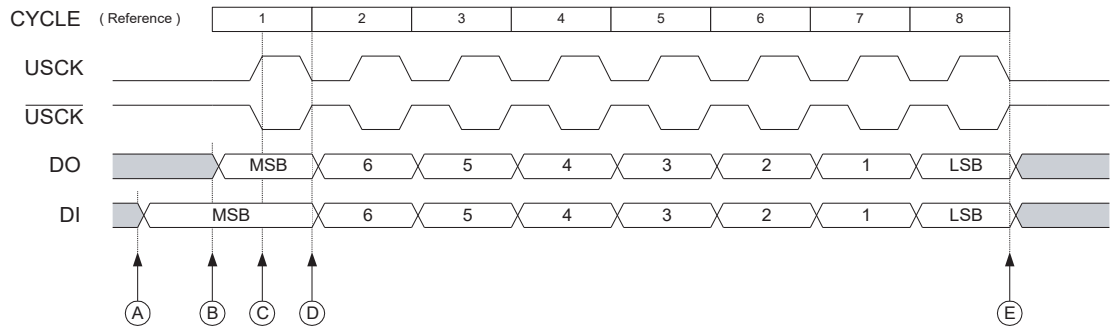 CYCLE ( Reference ) 1 2 3 4 5 6 7 8
USCK
U̅S̅C̅K̅
DO MSB 6 5 4 3 2 1 LSB
DI MSB 6 5 4 3 2 1 LSB
A B C D E